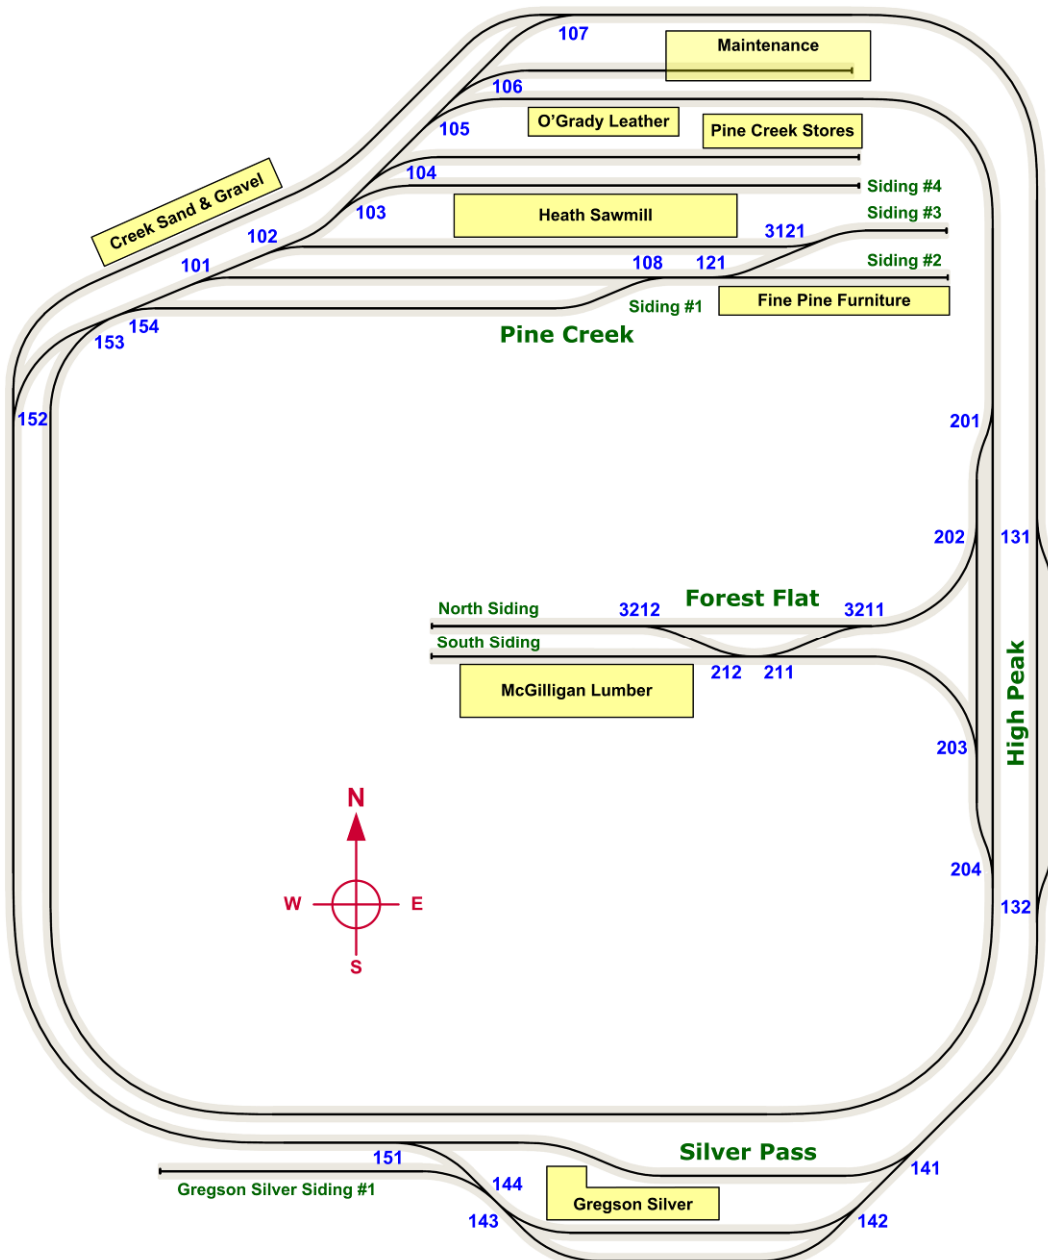 107
Maintenance
106
O'Grady Leather
Pine Creek Stores
105
104
Siding #4
Creek Sand & Gravel
103
Heath Sawmill
Siding #3
102
3121
101
108
121
Siding #2
Siding #1
Fine Pine Furniture
154
Pine Creek
153
152
201
202
131
Forest Flat
North Siding
3212
3211
South Siding
212
211
McGilligan Lumber
High Peak
203
N
204
W
E
132
S
151
Silver Pass
141
Gregson Silver Siding #1
144
Gregson Silver
143
142